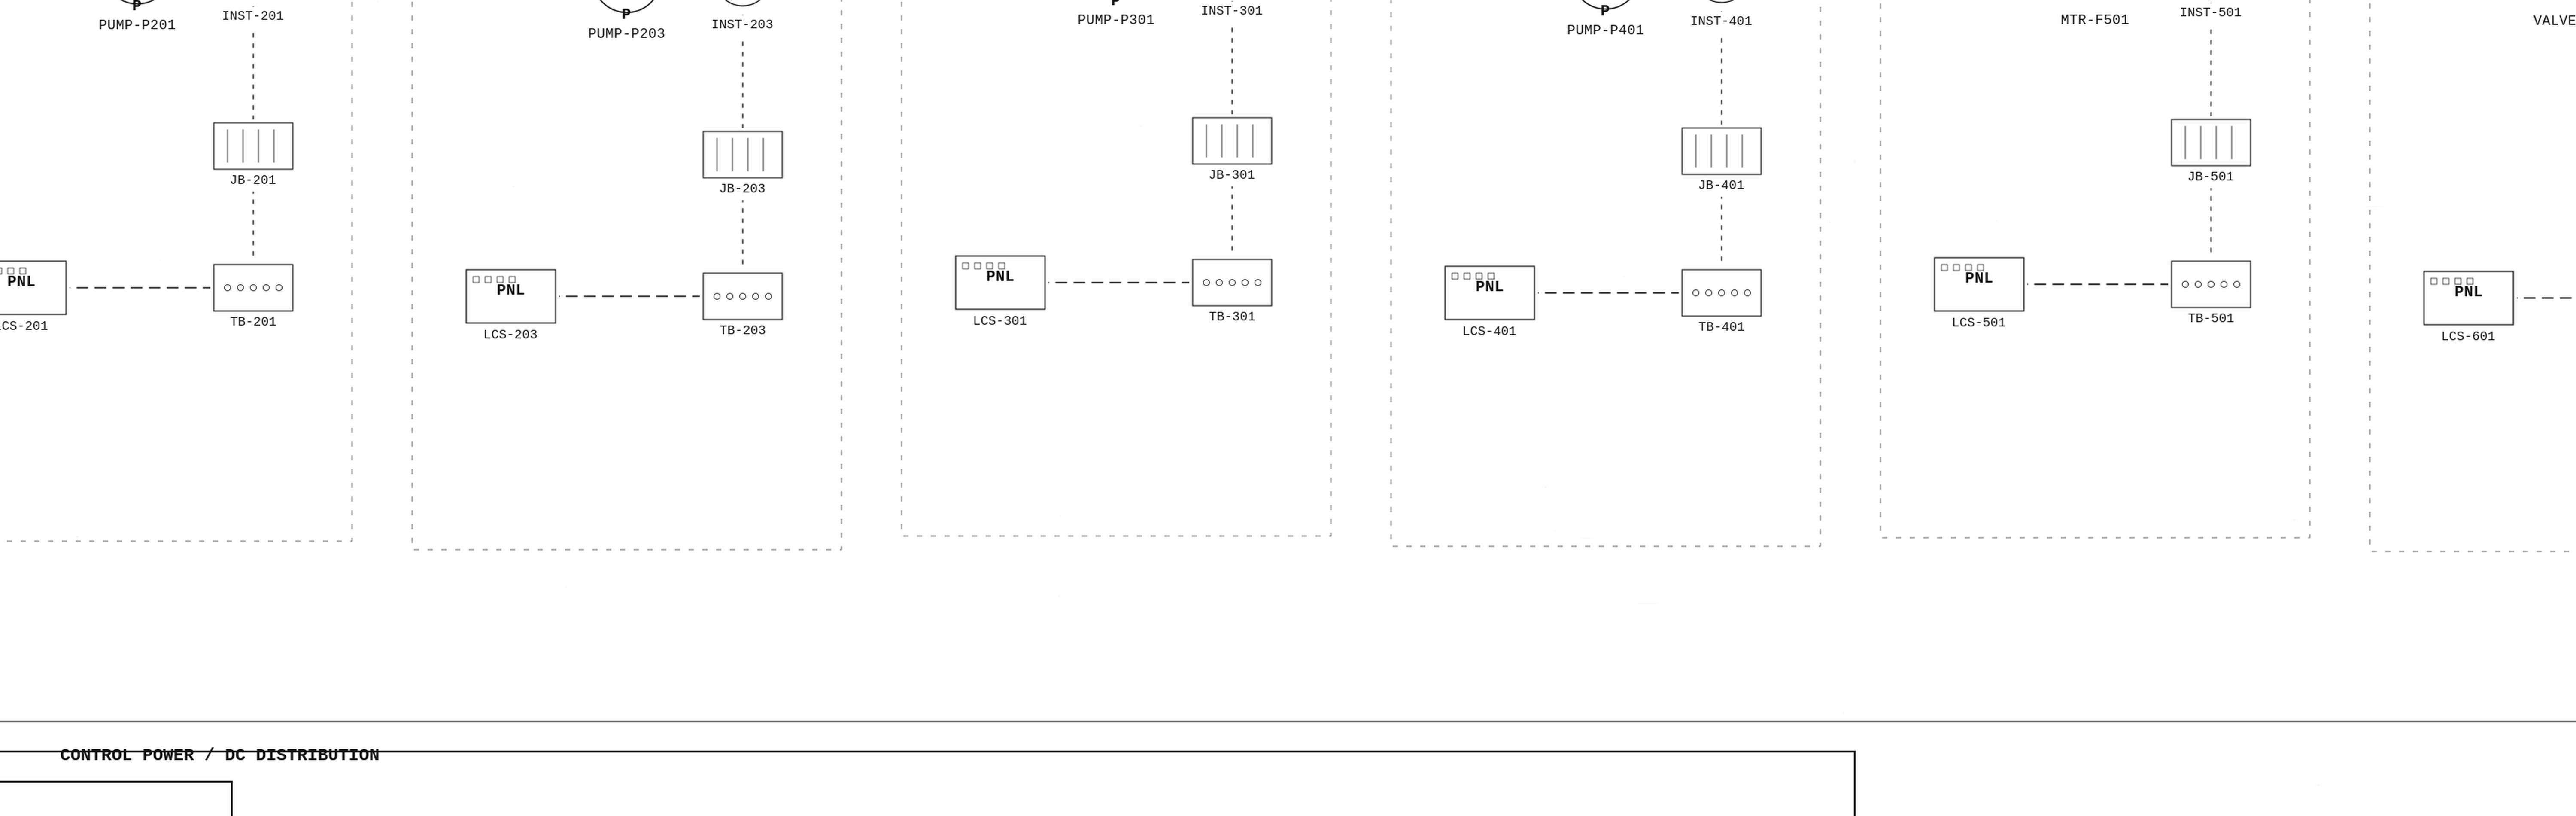 P
PUMP-P201
INST-201
P
PUMP-P203
INST-203
PUMP-P301
INST-301
P
PUMP-P401
INST-401
MTR-F501
INST-501
VALVE
JB-201
JB-203
JB-301
JB-401
JB-501
PNL
CS-201
TB-201
PNL
LCS-203
TB-203
PNL
LCS-301
TB-301
PNL
LCS-401
TB-401
PNL
LCS-501
TB-501
PNL
LCS-601
CONTROL POWER / DC DISTRIBUTION